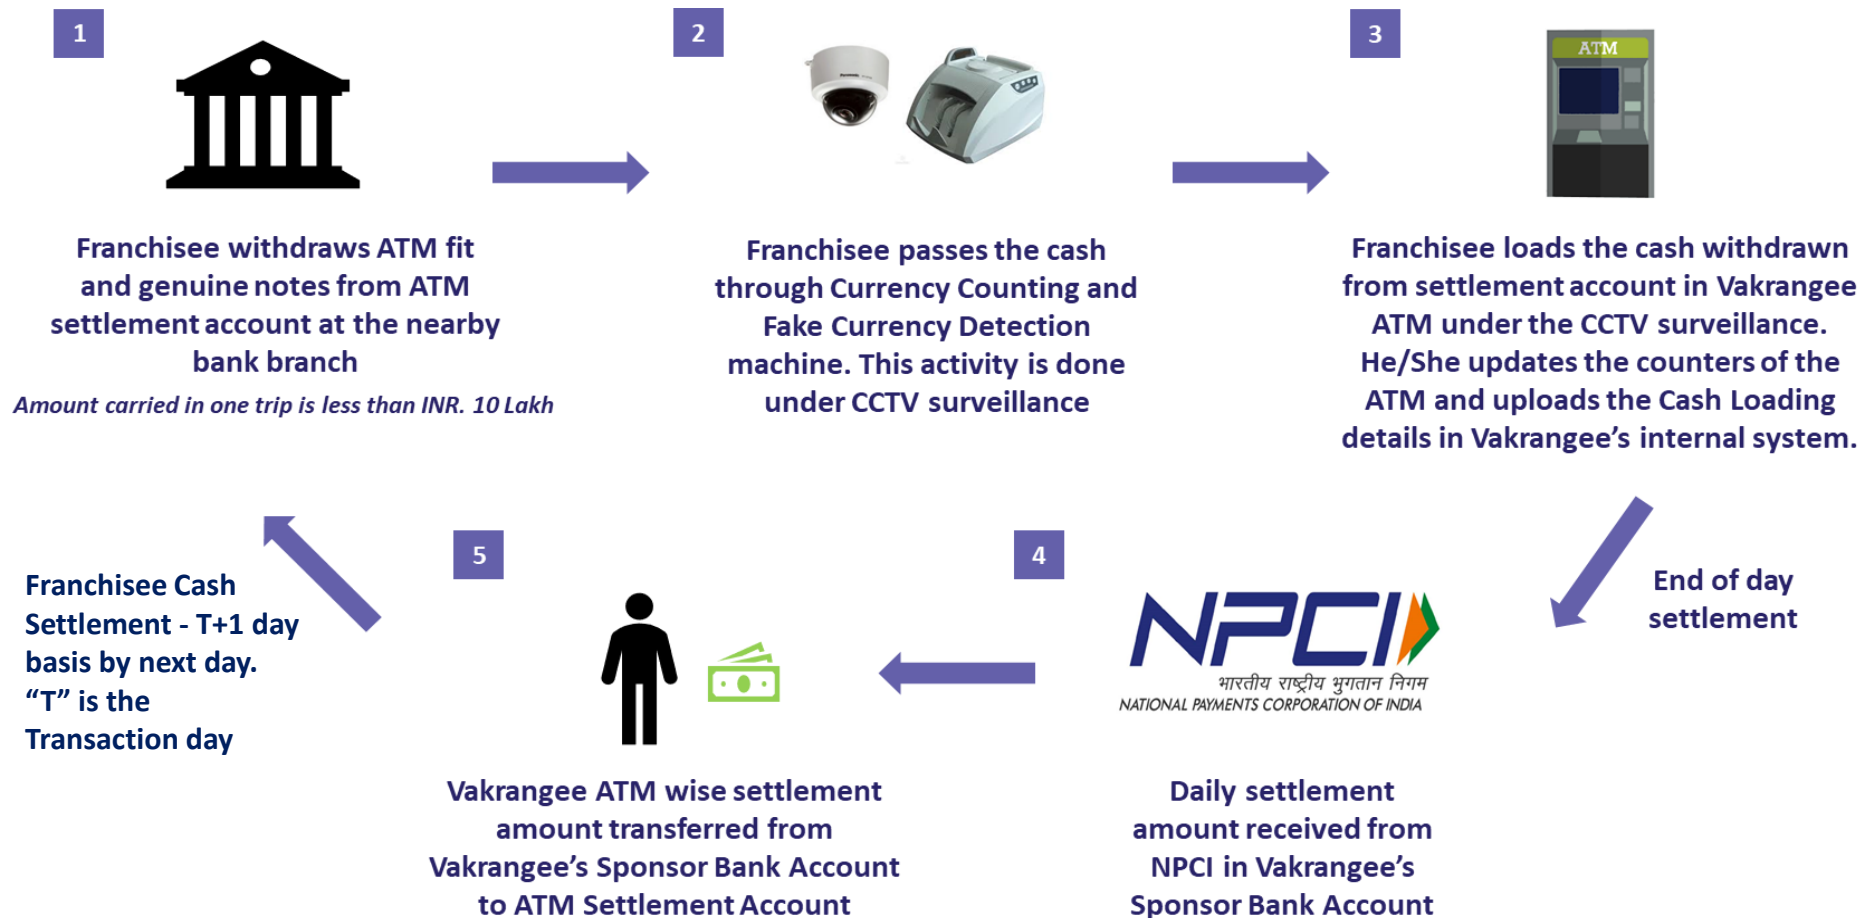 1
Franchisee withdraws ATM fit
and genuine notes from ATM
settlement account at the nearby
bank branch
Amount carried in one trip is less than INR. 10 Lakh
2
Franchisee passes the cash
through Currency Counting and
Fake Currency Detection
machine. This activity is done
under CCTV surveillance
3
ATM
Franchisee loads the cash withdrawn
from settlement account in Vakrangee
ATM under the CCTV surveillance.
He/She updates the counters of the
ATM and uploads the Cash Loading
details in Vakrangee’s internal system.
End of day
settlement
4
NPCI
भारतीय राष्ट्रीय भुगतान निगम
NATIONAL PAYMENTS CORPORATION OF INDIA
Daily settlement
amount received from
NPCI in Vakrangee’s
Sponsor Bank Account
5
Vakrangee ATM wise settlement
amount transferred from
Vakrangee’s Sponsor Bank Account
to ATM Settlement Account
Franchisee Cash
Settlement - T+1 day
basis by next day.
“T” is the
Transaction day